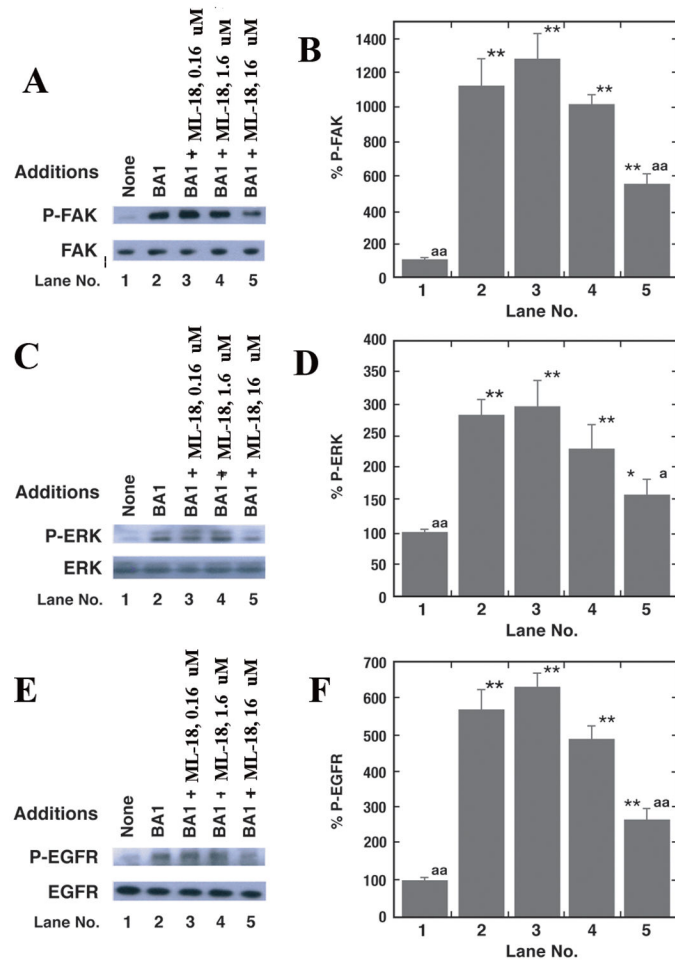 A
Additions
None
BA1
BA1 + ML-18, 0.16 uM
BA1 + ML-18, 1.6 uM
BA1 + ML-18, 16 uM
P-FAK
FAK
Lane No. 1 2 3 4 5
B
% P-FAK
1400
1200
1000
800
600
400
200
0
aa
**
**
**
** aa
1 2 3 4 5
Lane No.
C
Additions
None
BA1
BA1 + ML-18, 0.16 uM
BA1 + ML-18, 1.6 uM
BA1 + ML-18, 16 uM
P-ERK
ERK
Lane No. 1 2 3 4 5
D
% P-ERK
400
350
300
250
200
150
100
50
0
aa
**
**
**
* a
1 2 3 4 5
Lane No.
E
Additions
None
BA1
BA1 + ML-18, 0.16 uM
BA1 + ML-18, 1.6 uM
BA1 + ML-18, 16 uM
P-EGFR
EGFR
Lane No. 1 2 3 4 5
F
% P-EGFR
700
600
500
400
300
200
100
0
aa
**
**
**
** aa
1 2 3 4 5
Lane No.